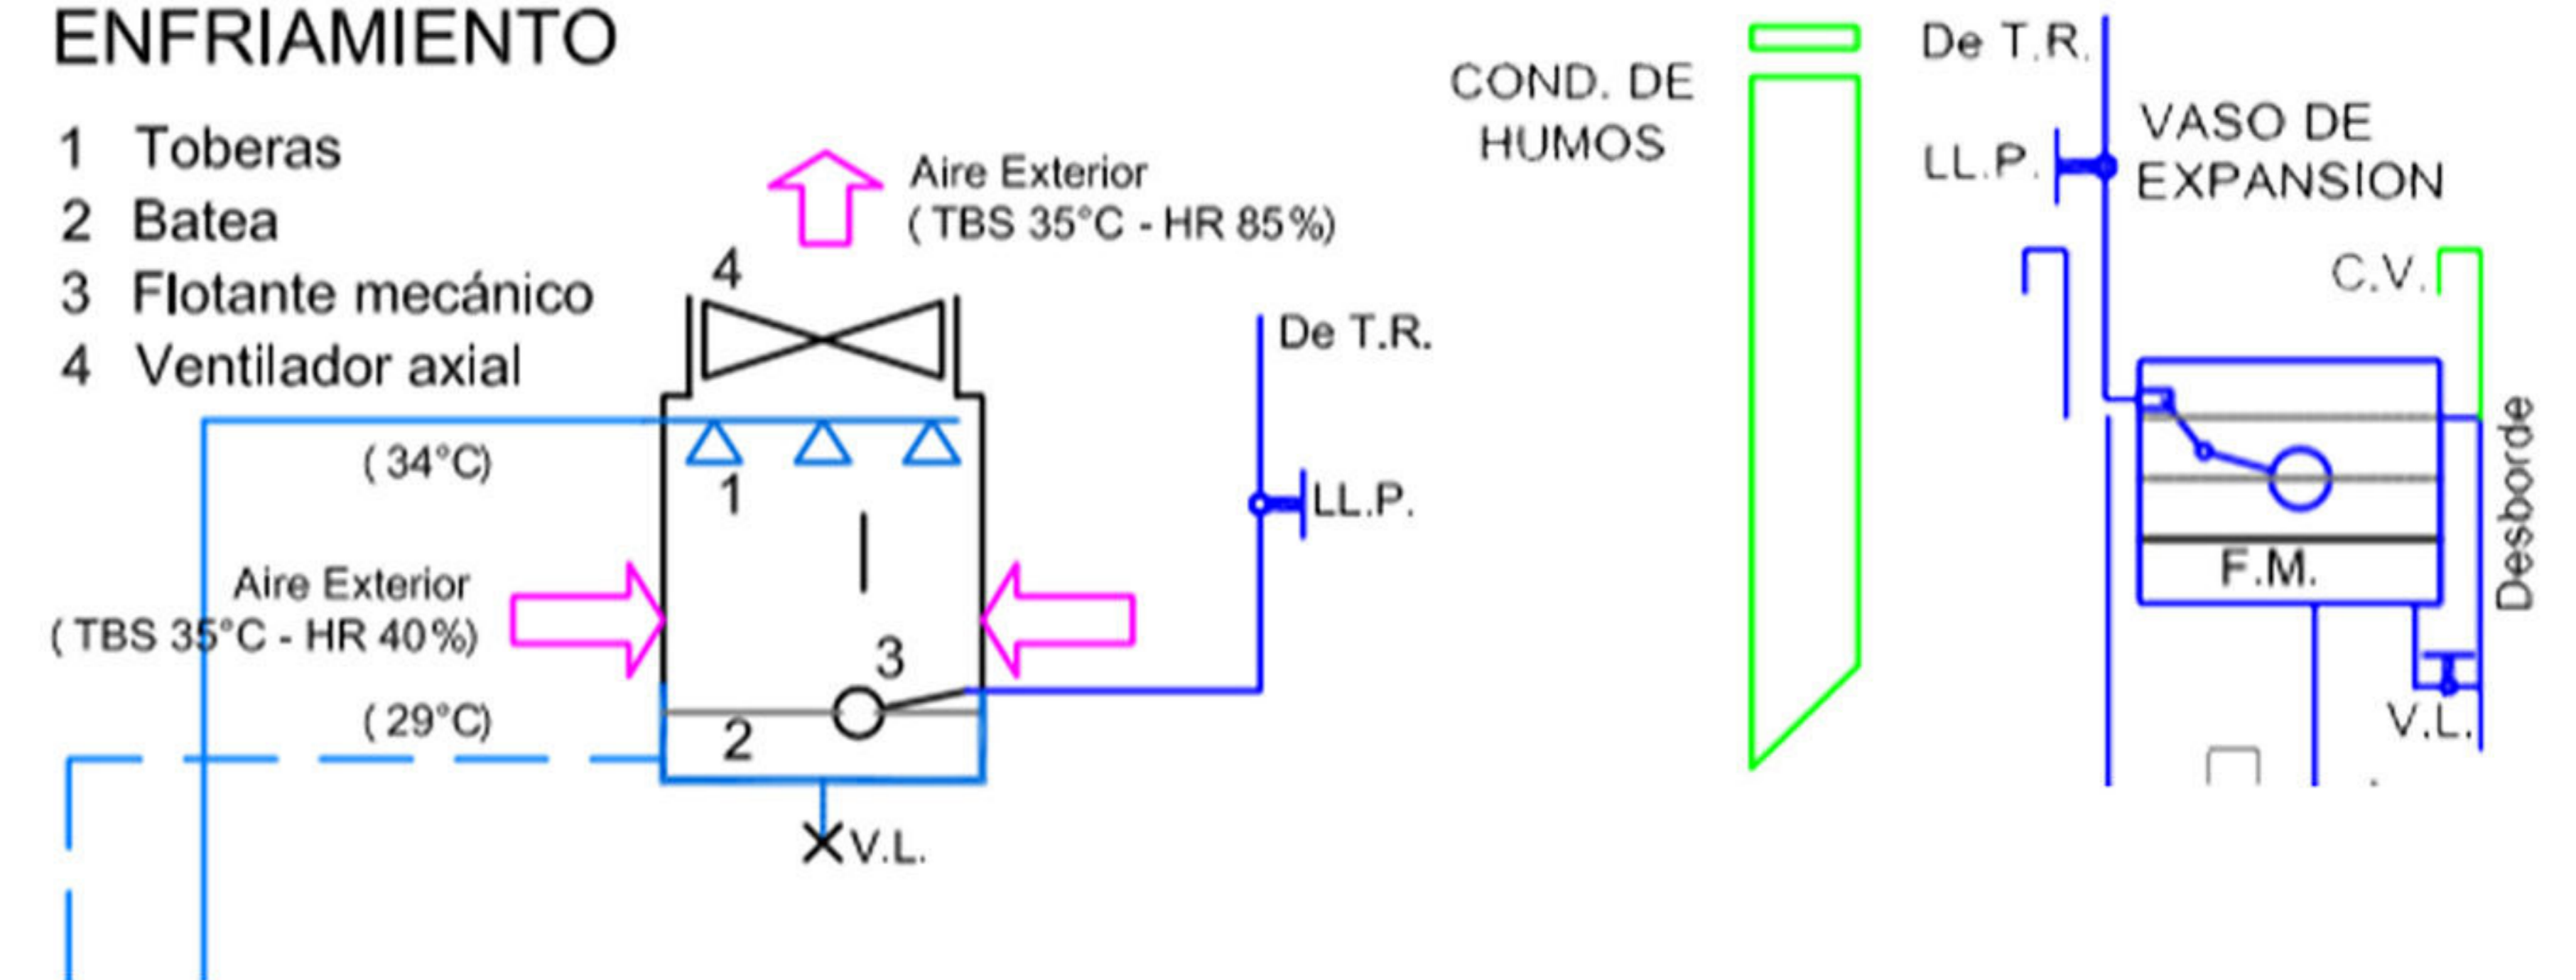 ENFRIAMIENTO
1 Toberas
2 Batea
3 Flotante mecánico
4 Ventilador axial
Aire Exterior
( TBS 35°C - HR 85%)
4
( 34°C)
1
Aire Exterior
( TBS 35°C - HR 40%)
3
( 29°C)
2
V.L.
De T.R.
LL.P.
COND. DE
HUMOS
De T.R.
LL.P.
VASO DE
EXPANSION
C.V.
F.M.
Desborde
V.L.